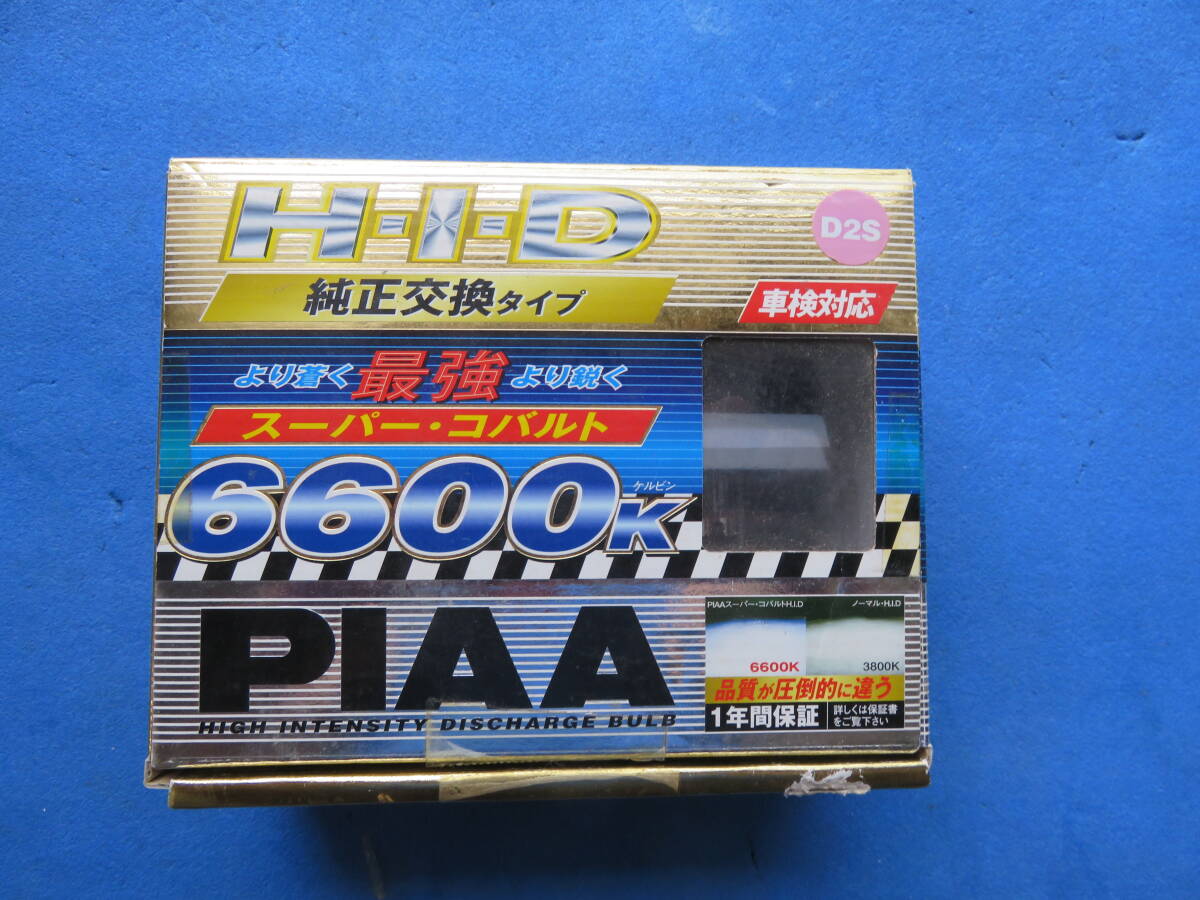 H·I·D
D2S
純正交換タイプ
車検対応
より蒼く 最強 より鋭く
スーパー・コバルト
6600K
ケルビン
PIAA
HIGH INTENSITY DISCHARGE BULB
PIAAスーパー・コバルトH.I.D
ノーマル・H.I.D
6600K
3800K
品質が圧倒的に違う
1年間保証
詳しくは保証書
をご覧下さい